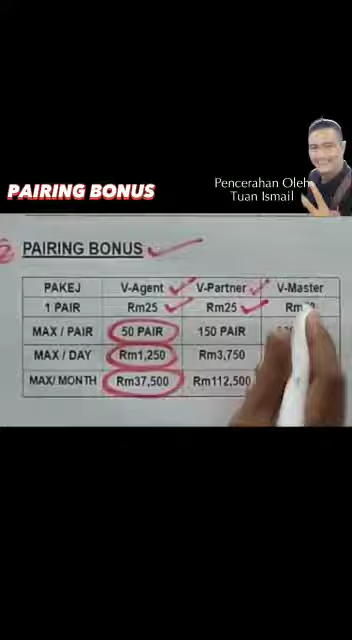 PAIRING BONUS
Pencerahan Oleh
Tuan Ismail
PAIRING BONUS
PAKEJ V-Agent V-Partner V-Master
1 PAIR Rm25 Rm25
MAX / PAIR 50 PAIR 150 PAIR
MAX / DAY Rm1,250 Rm3,750
MAX/ MONTH Rm37,500 Rm112,500